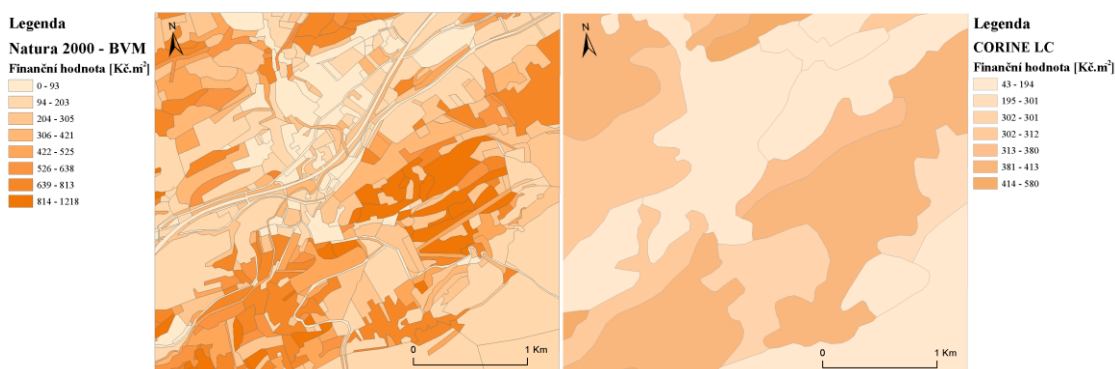 Legenda
Natura 2000 - BVM
Finanční hodnota [Kč.m²]
0 - 93
94 - 203
204 - 305
306 - 421
422 - 525
526 - 638
639 - 813
814 - 1218
N
0 1 Km
N
0 1 Km
Legenda
CORINE LC
Finanční hodnota [Kč.m²]
43 - 194
195 - 301
302 - 301
302 - 312
313 - 380
381 - 413
414 - 580